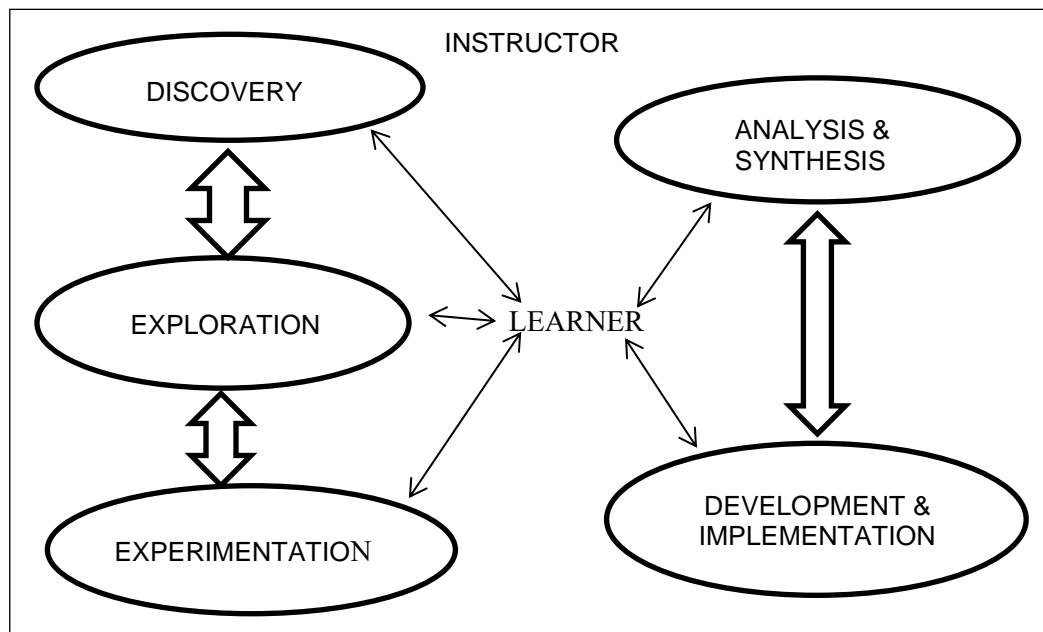 INSTRUCTOR
DISCOVERY
ANALYSIS &
SYNTHESIS
EXPLORATION
LEARNER
EXPERIMENTATION
DEVELOPMENT &
IMPLEMENTATION